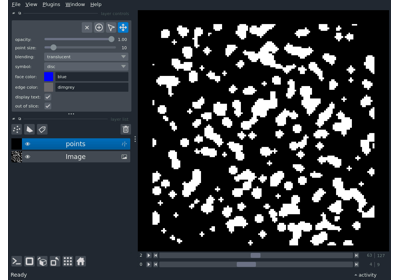 File View Plugins Window Help
opacity: 1.00
point size: 10
blending: translucent
symbol: disc
face color: blue
edge color: dimgrey
display text:
out of slice:
points
Image
Ready
activity